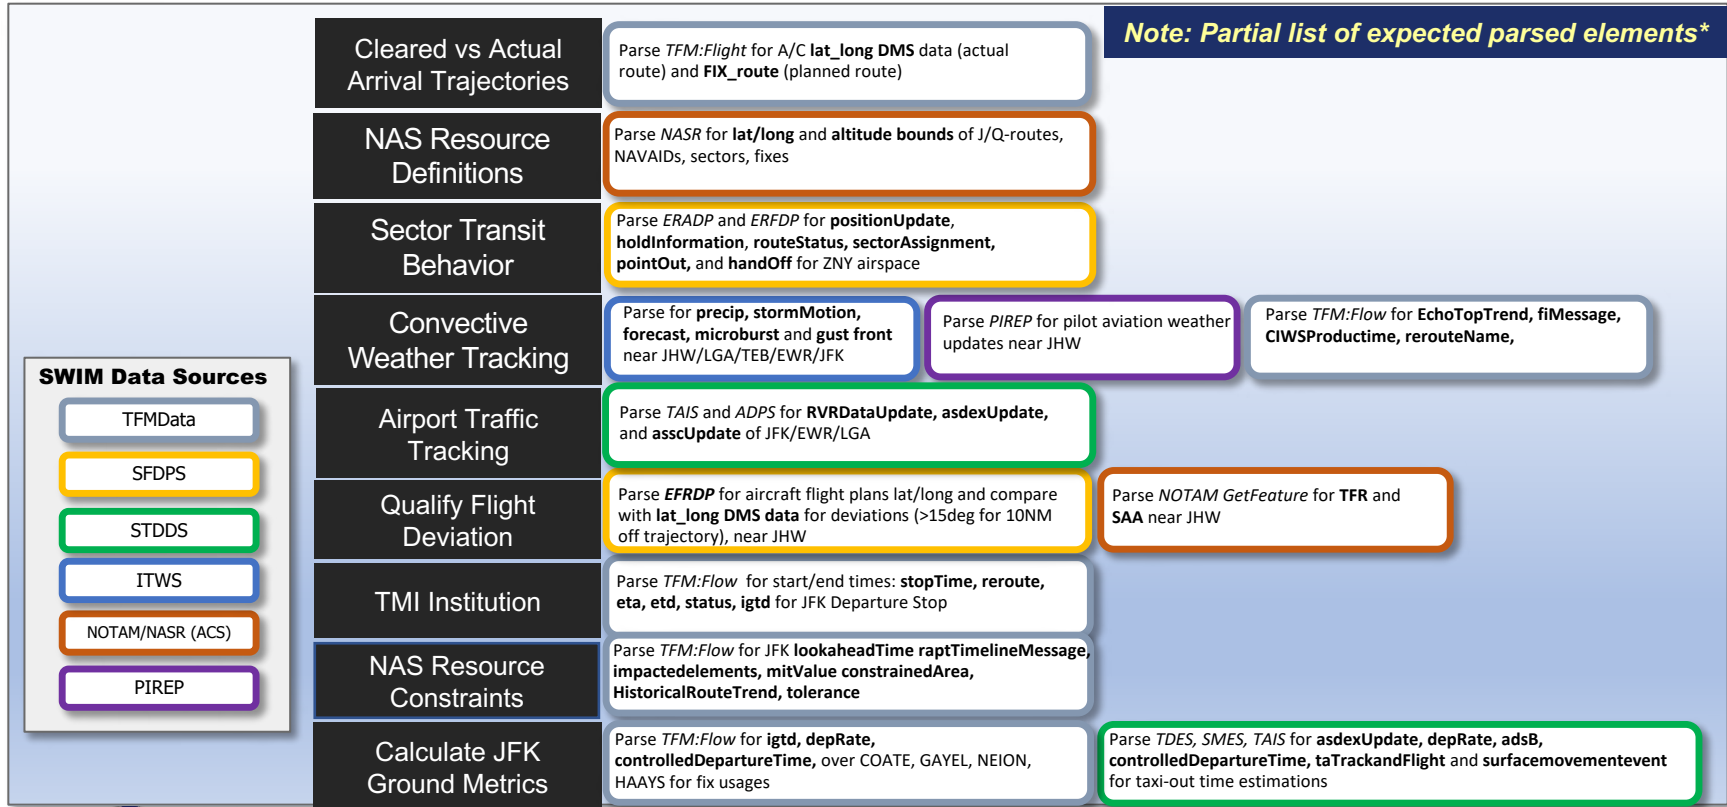 Note: Partial list of expected parsed elements*
Cleared vs Actual
Arrival Trajectories
Parse TFM:Flight for A/C lat_long DMS data (actual
route) and FIX_route (planned route)
NAS Resource
Definitions
Parse NASR for lat/long and altitude bounds of J/Q-routes,
NAVAIDs, sectors, fixes
Sector Transit
Behavior
Parse ERADP and ERFDP for positionUpdate,
holdInformation, routeStatus, sectorAssignment,
pointOut, and handOff for ZNY airspace
Convective
Weather Tracking
Parse for precip, stormMotion,
forecast, microburst and gust front
near JHW/LGA/TEB/EWR/JFK
Parse PIREP for pilot aviation weather
updates near JHW
Parse TFM:Flow for EchoTopTrend, fiMessage,
CIWSProductime, rerouteName,
Airport Traffic
Tracking
Parse TAIS and ADPS for RVRDataUpdate, asdexUpdate,
and asscUpdate of JFK/EWR/LGA
Qualify Flight
Deviation
Parse EFRDP for aircraft flight plans lat/long and compare
with lat_long DMS data for deviations (>15deg for 10NM
off trajectory), near JHW
Parse NOTAM GetFeature for TFR and
SAA near JHW
TMI Institution
Parse TFM:Flow for start/end times: stopTime, reroute,
eta, etd, status, igtd for JFK Departure Stop
NAS Resource
Constraints
Parse TFM:Flow for JFK lookaheadTime raptTimelineMessage,
impactedelements, mitValue constrainedArea,
HistoricalRouteTrend, tolerance
Calculate JFK
Ground Metrics
Parse TFM:Flow for igtd, depRate,
controlledDepartureTime, over COATE, GAYEL, NEION,
HAAYS for fix usages
Parse TDES, SMES, TAIS for asdexUpdate, depRate, adsB,
controlledDepartureTime, taTrackandFlight and surfacemovementevent
for taxi-out time estimations
SWIM Data Sources
TFMData
SFDPS
STDDS
ITWS
NOTAM/NASR (ACS)
PIREP